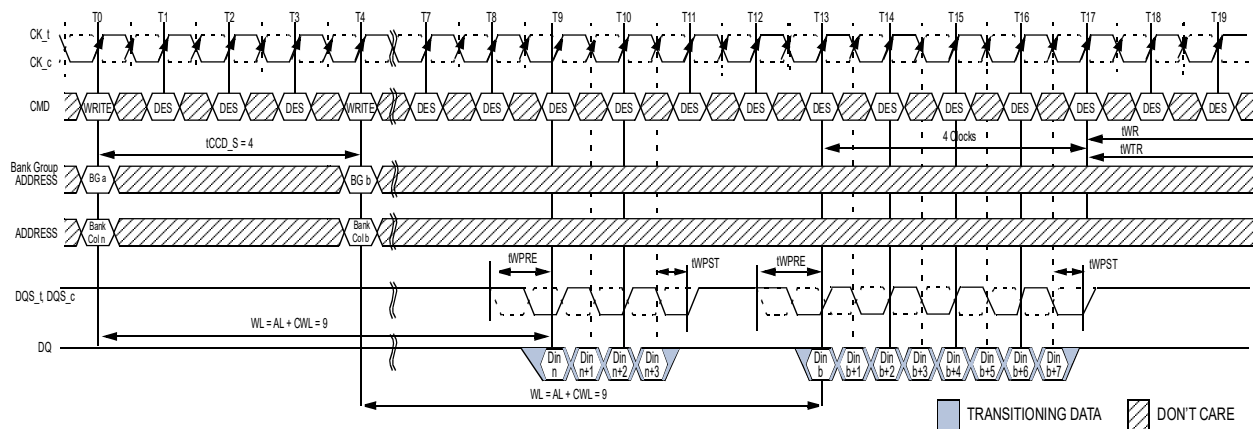 T0 T1 T2 T3 T4 T7 T8 T9 T10 T11 T12 T13 T14 T15 T16 T17 T18 T19
CK_t
CK_c
CMD WRITE DES DES DES WRITE DES DES DES DES DES DES DES DES DES DES DES DES DES
tCCD_S = 4
4 Clocks
tWR
tWTR
Bank Group
ADDRESS
BG a
BG b
ADDRESS
Bank
Col n
Bank
Col b
tWPRE
tWPST
tWPRE
tWPST
DQS_t, DQS_c
WL = AL + CWL = 9
DQ
Din
n
Din
n+1
Din
n+2
Din
n+3
Din
b
Din
b+1
Din
b+2
Din
b+3
Din
b+4
Din
b+5
Din
b+6
Din
b+7
WL = AL + CWL = 9
TRANSITIONING DATA
DON'T CARE